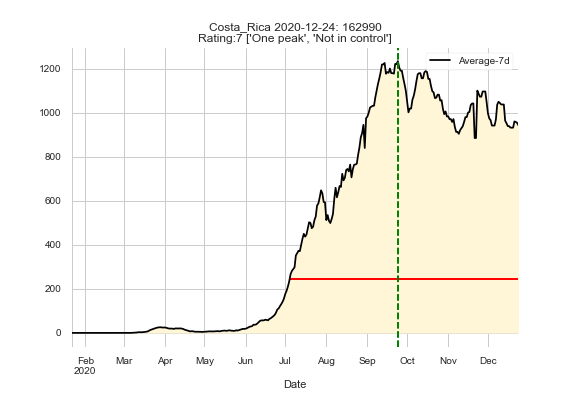 Costa_Rica 2020-12-24: 162990
Rating:7 ['One peak', 'Not in control']
Average-7d
1200
1000
800
600
400
200
0
Feb Mar Apr May Jun Jul Aug Sep Oct Nov Dec
2020
Date